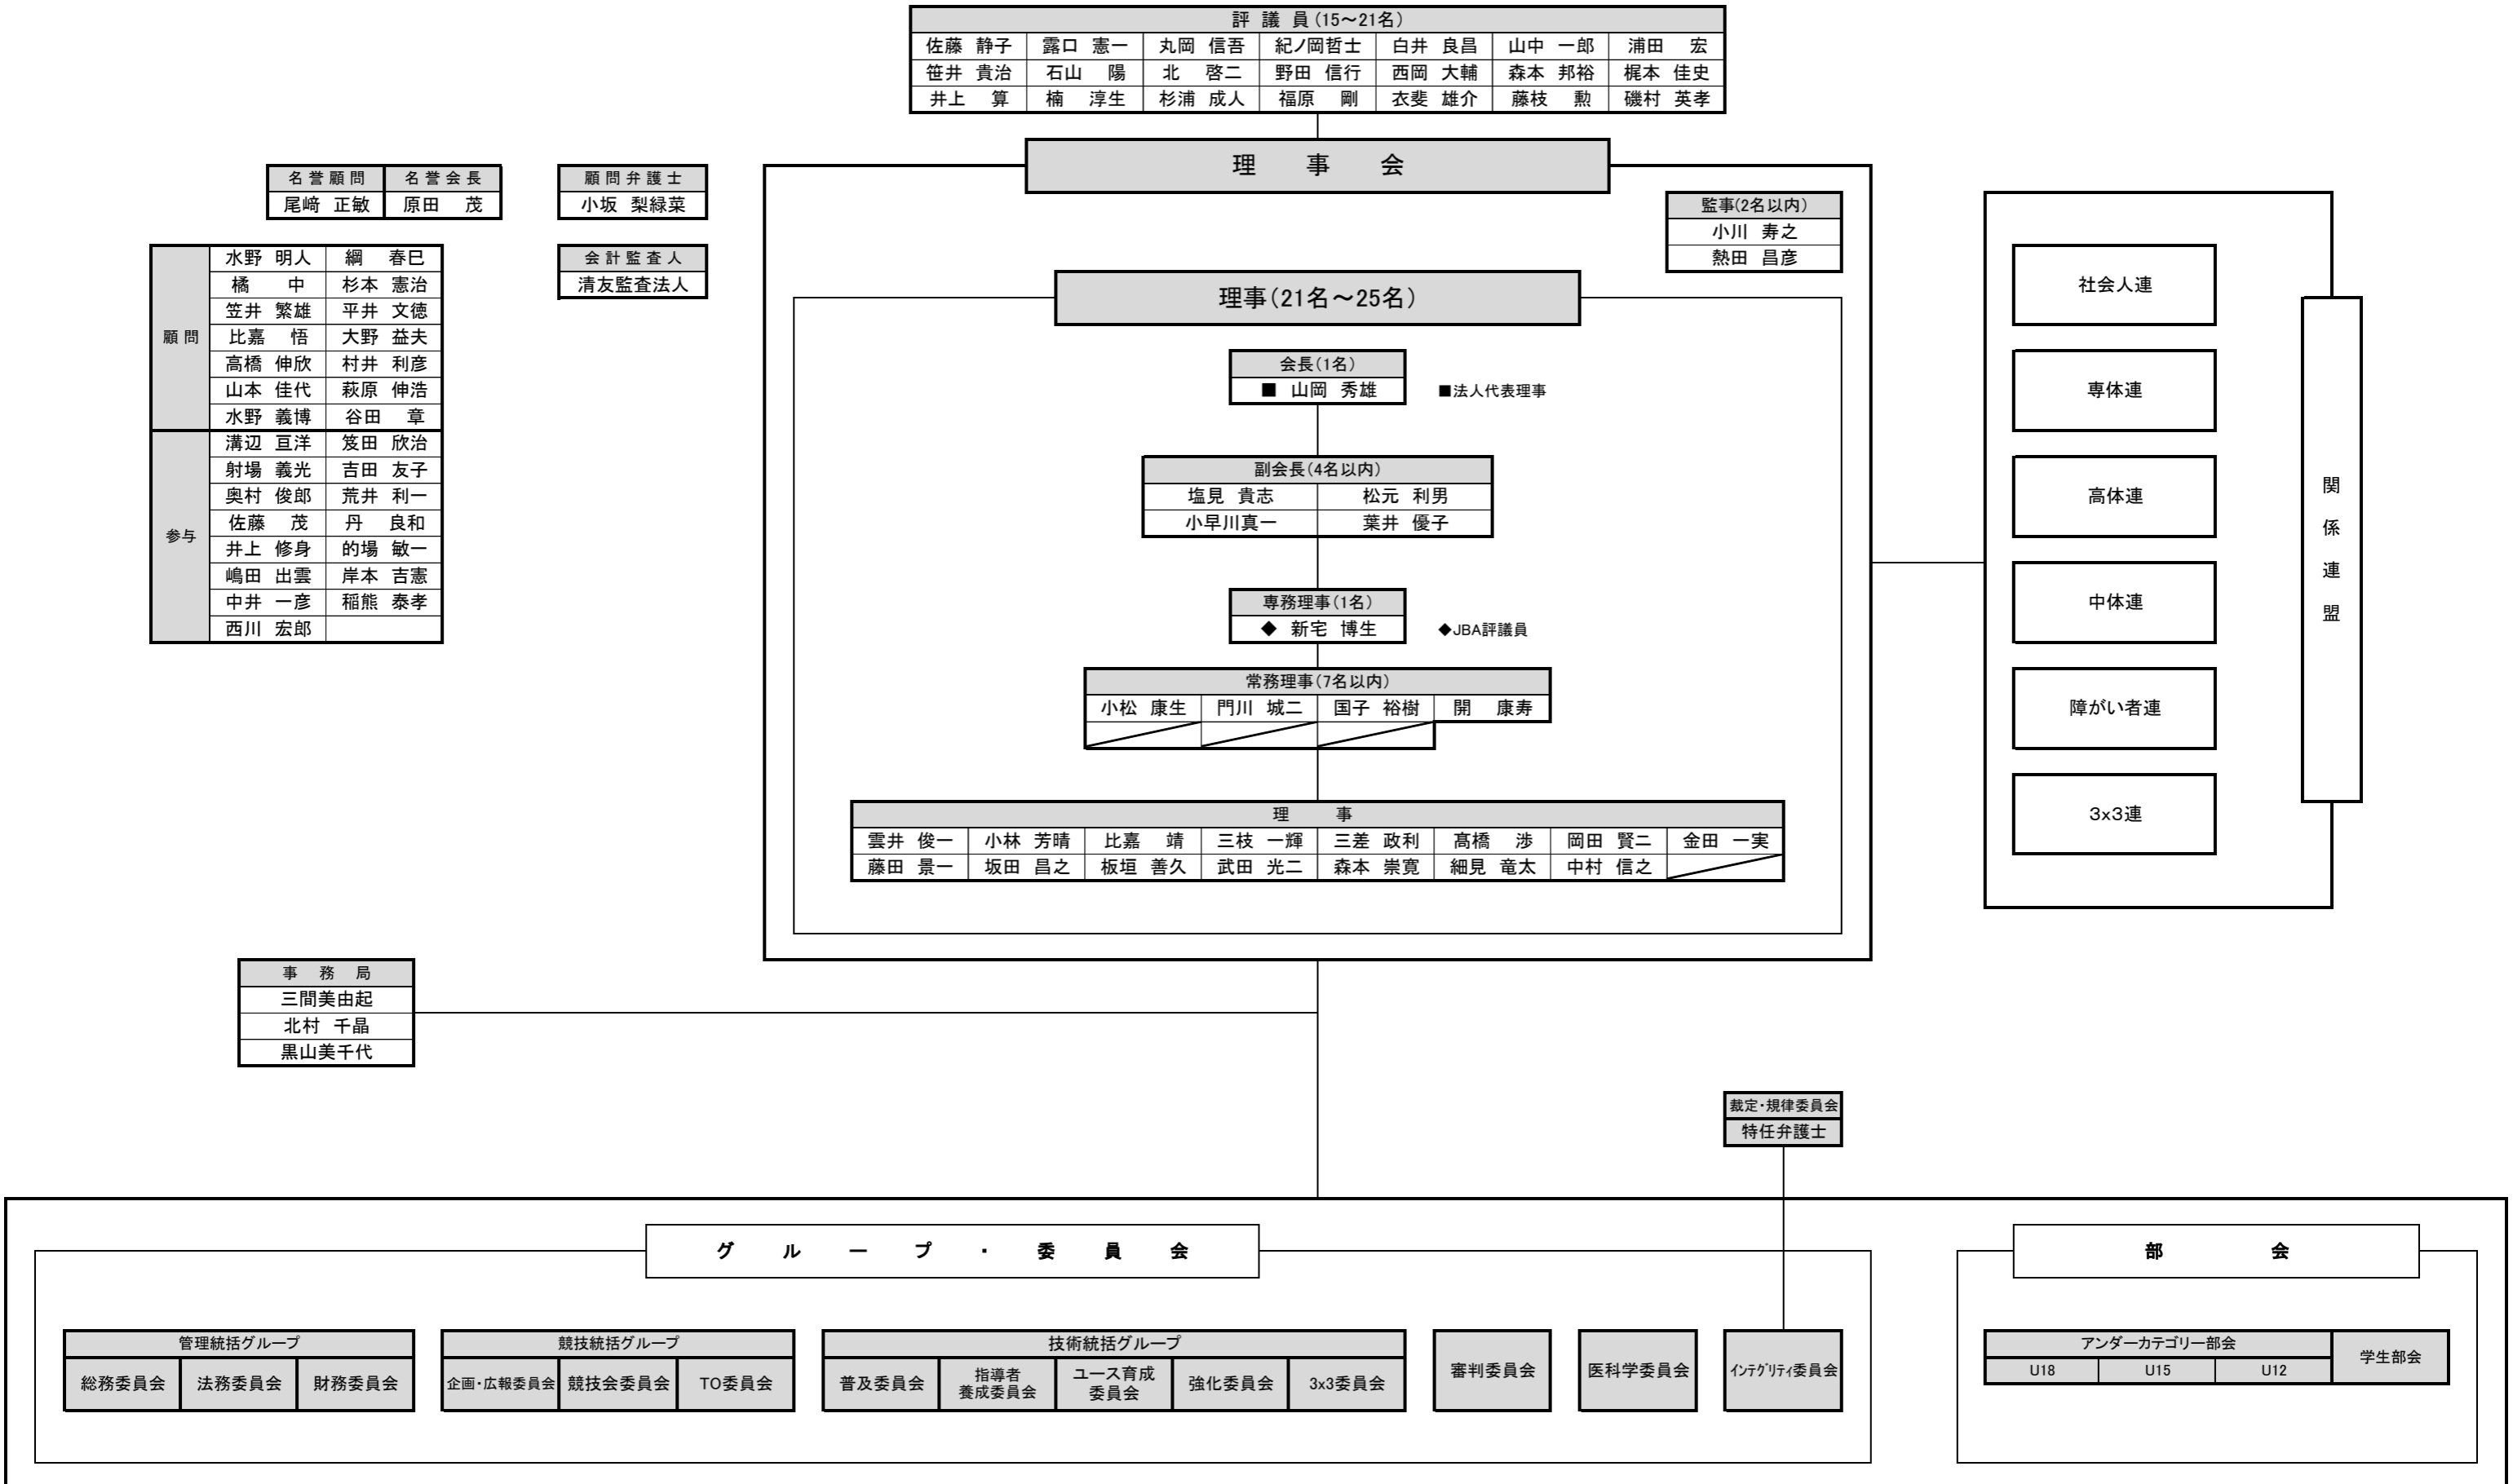 評 議 員(15～21名)
佐藤 静子 露口 憲一 丸岡 信吾 紀ノ岡哲士 白井 良昌 山中 一郎 浦田 宏
笹井 貴治 石山 陽 北 啓二 野田 信行 西岡 大輔 森本 邦裕 梶本 佳史
井上 算 楠 淳生 杉浦 成人 福原 剛 衣斐 雄介 藤枝 勲 磯村 英孝
理 事 会
名誉顧問 名誉会長
尾﨑 正敏 原田 茂
顧問弁護士
小坂 梨緑菜
会計監査人
清友監査法人
監事(2名以内)
小川 寿之
熱田 昌彦
顧問
水野 明人 綱 春巳
橘 中 杉本 憲治
笠井 繁雄 平井 文徳
比嘉 悟 大野 益夫
高橋 伸欣 村井 利彦
山本 佳代 萩原 伸浩
水野 義博 谷田 章
参与
溝辺 亘洋 笈田 欣治
射場 義光 吉田 友子
奥村 俊郎 荒井 利一
佐藤 茂 丹 良和
井上 修身 的場 敏一
嶋田 出雲 岸本 吉憲
中井 一彦 稲熊 泰孝
西川 宏郎
理事(21名～25名)
会長(1名)
■ 山岡 秀雄 ■法人代表理事
副会長(4名以内)
塩見 貴志 松元 利男
小早川真一 葉井 優子
専務理事(1名)
◆ 新宅 博生 ◆JBA評議員
常務理事(7名以内)
小松 康生 門川 城二 国子 裕樹 開 康寿
理 事
雲井 俊一 小林 芳晴 比嘉 靖 三枝 一輝 三差 政利 髙橋 渉 岡田 賢二 金田 一実
藤田 景一 坂田 昌之 板垣 善久 武田 光二 森本 崇寛 細見 竜太 中村 信之
関係連盟
社会人連
専体連
高体連
中体連
障がい者連
3x3連
事 務 局
三間美由起
北村 千晶
黒山美千代
裁定・規律委員会
特任弁護士
グ ル ー プ ・ 委 員 会
管理統括グループ
総務委員会 法務委員会 財務委員会
競技統括グループ
企画・広報委員会 競技会委員会 TO委員会
技術統括グループ
普及委員会 指導者
養成委員会
ユース育成
委員会
強化委員会 3x3委員会
審判委員会
医科学委員会
ｲﾝﾃｸﾞﾘﾃｨ委員会
部 会
アンダーカテゴリー部会
U18 U15 U12
学生部会